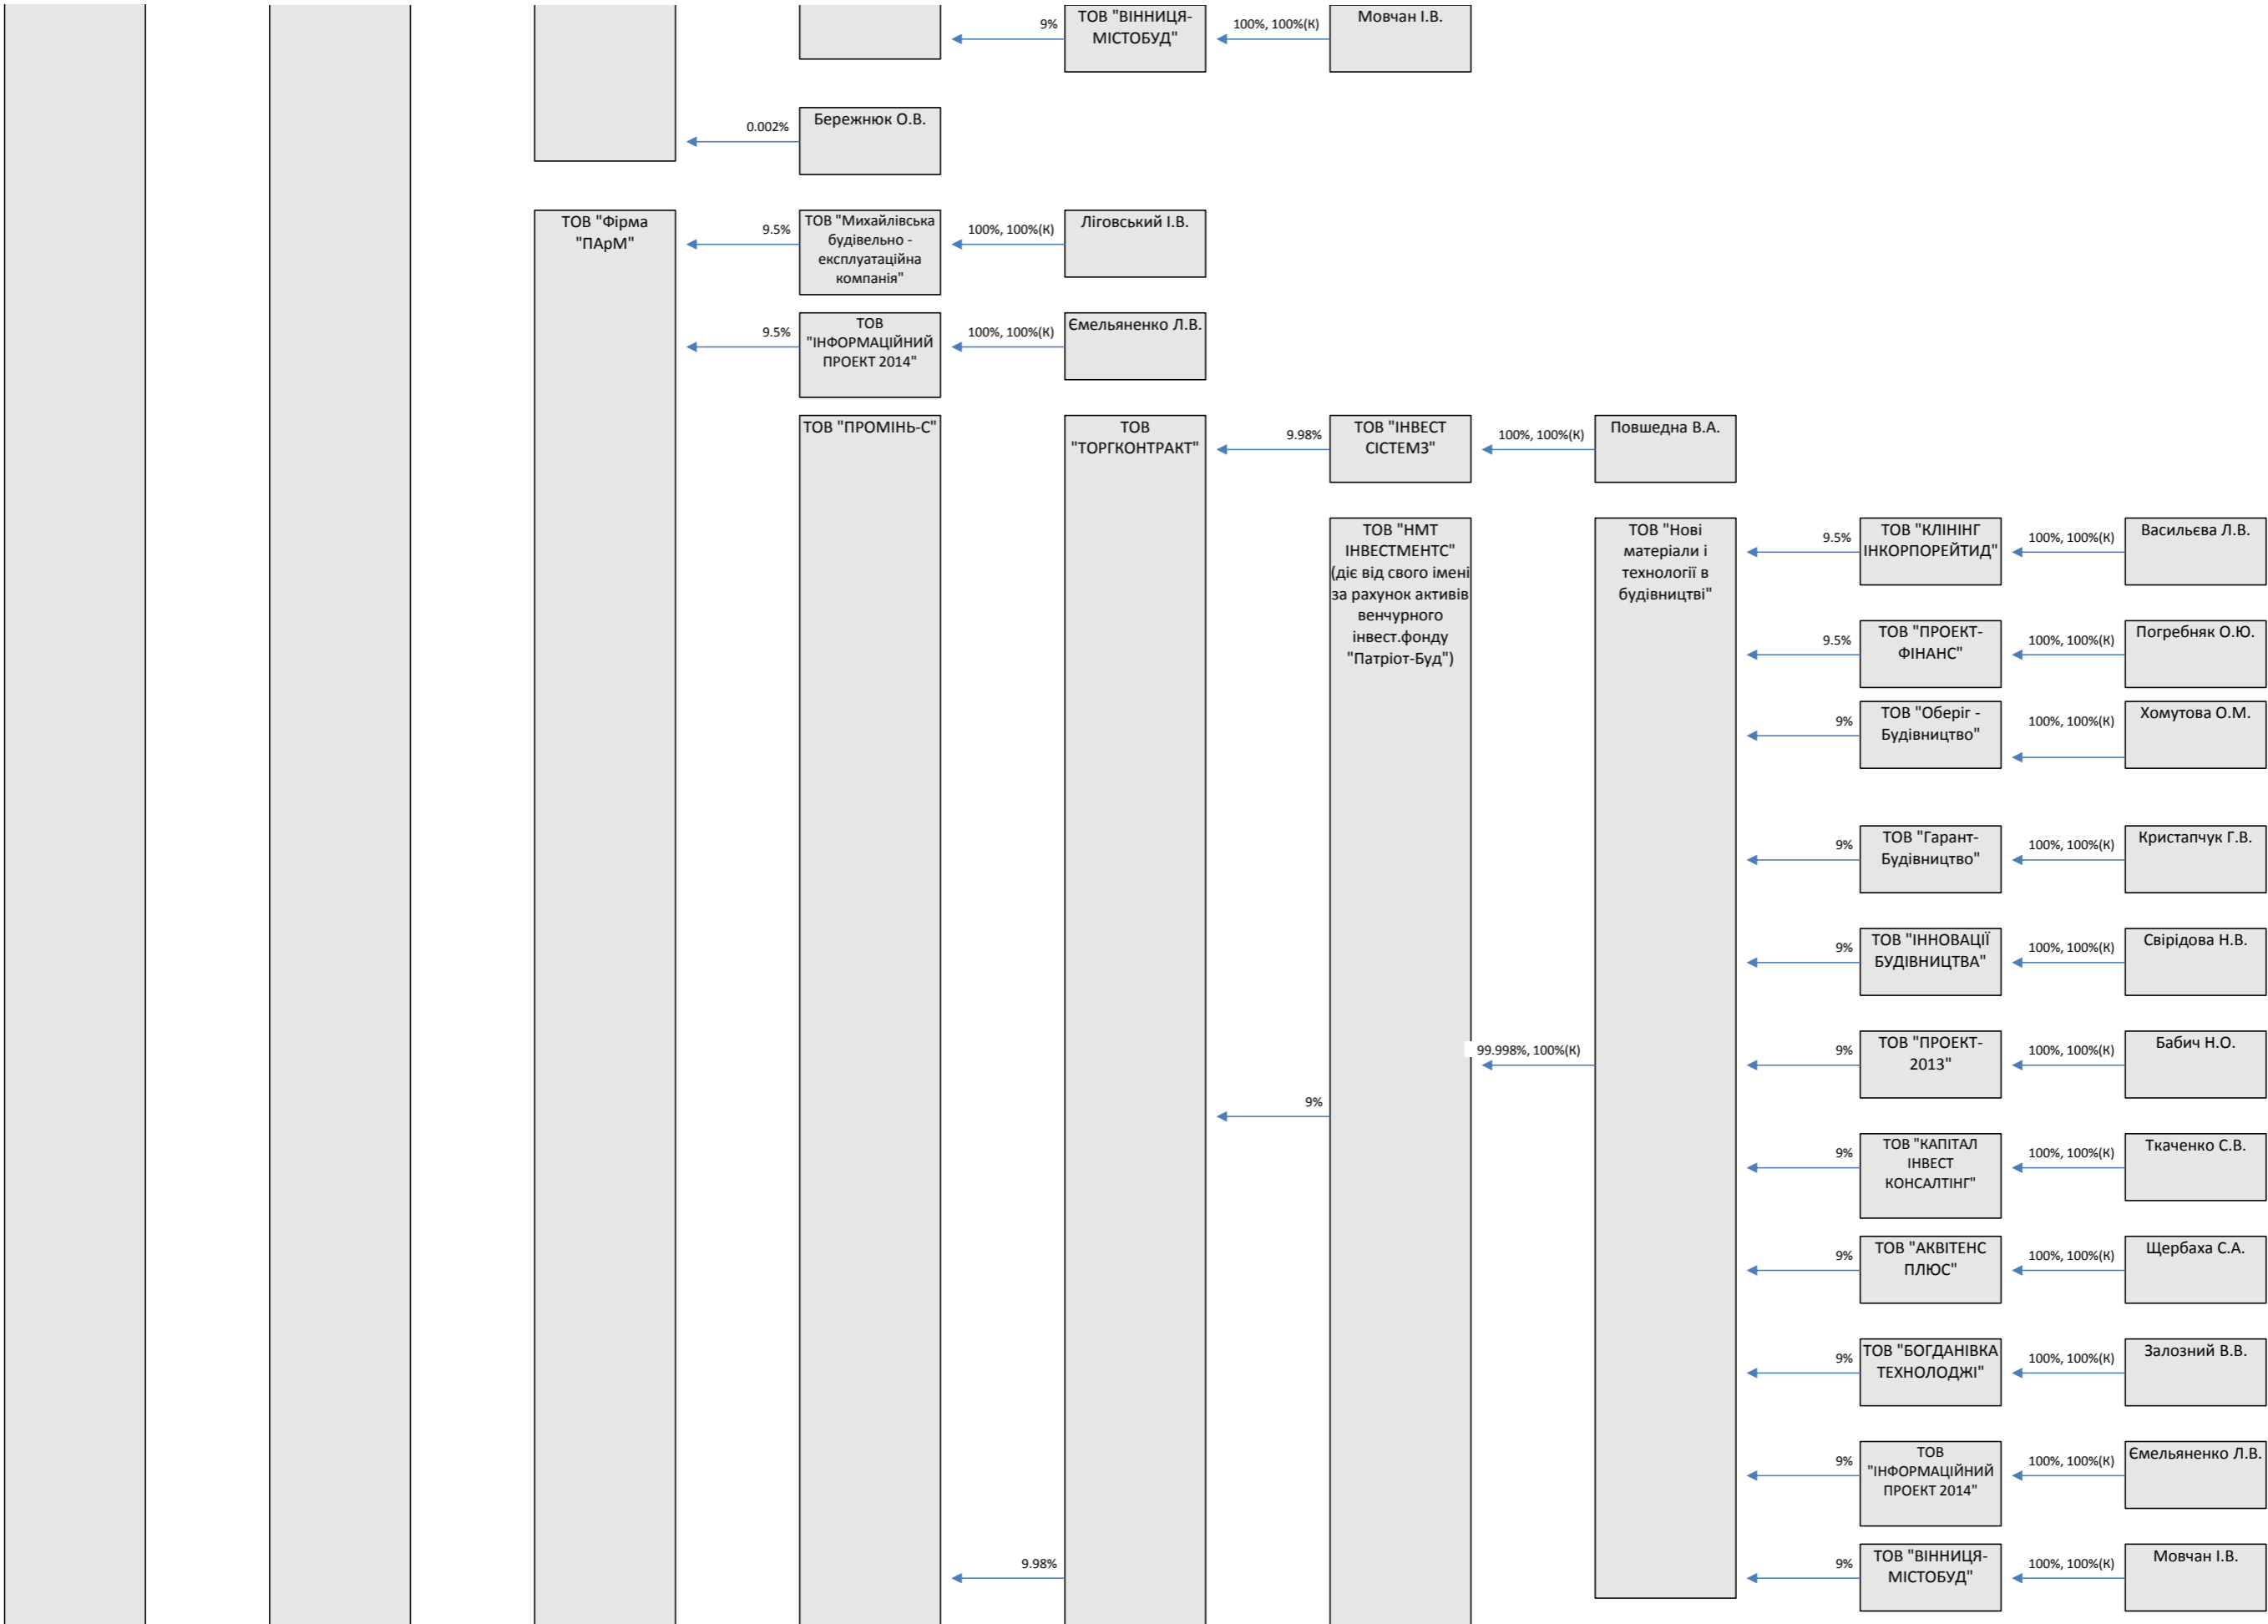 9%
ТОВ "ВІННИЦЯ-
МІСТОБУД"
100%, 100%(К)
Мовчан І.В.
0.002%
Бережнюк О.В.
ТОВ "Фірма
"ПАрМ"
9.5%
ТОВ "Михайлівська
будівельно -
експлуатаційна
компанія"
100%, 100%(К)
Ліговський І.В.
9.5%
ТОВ
"ІНФОРМАЦІЙНИЙ
ПРОЕКТ 2014"
100%, 100%(К)
Ємельяненко Л.В.
ТОВ "ПРОМІНЬ-С"
ТОВ
"ТОРГКОНТРАКТ"
9.98%
ТОВ "ІНВЕСТ
СІСТЕМЗ"
100%, 100%(К)
Повшедна В.А.
ТОВ "НМТ
ІНВЕСТМЕНТС"
(діє від свого імені
за рахунок активів
венчурного
інвест.фонду
"Патріот-Буд")
ТОВ "Нові
матеріали і
технології в
будівництві"
9.5%
ТОВ "КЛІНІНГ
ІНКОРПОРЕЙТИД"
100%, 100%(К)
Васильєва Л.В.
9.5%
ТОВ "ПРОЕКТ-
ФІНАНС"
100%, 100%(К)
Погребняк О.Ю.
9%
ТОВ "Оберіг -
Будівництво"
100%, 100%(К)
Хомутова О.М.
9%
ТОВ "Гарант-
Будівництво"
100%, 100%(К)
Кристапчук Г.В.
9%
ТОВ "ІННОВАЦІЇ
БУДІВНИЦТВА"
100%, 100%(К)
Свірідова Н.В.
99.998%, 100%(К)
9%
ТОВ "ПРОЕКТ-
2013"
100%, 100%(К)
Бабич Н.О.
9%
9%
ТОВ "КАПІТАЛ
ІНВЕСТ
КОНСАЛТІНГ"
100%, 100%(К)
Ткаченко С.В.
9%
ТОВ "АКВІТЕНС
ПЛЮС"
100%, 100%(К)
Щербаха С.А.
9%
ТОВ "БОГДАНІВКА
ТЕХНОЛОДЖІ"
100%, 100%(К)
Залозний В.В.
9%
ТОВ
"ІНФОРМАЦІЙНИЙ
ПРОЕКТ 2014"
100%, 100%(К)
Ємельяненко Л.В.
9.98%
9%
ТОВ "ВІННИЦЯ-
МІСТОБУД"
100%, 100%(К)
Мовчан І.В.